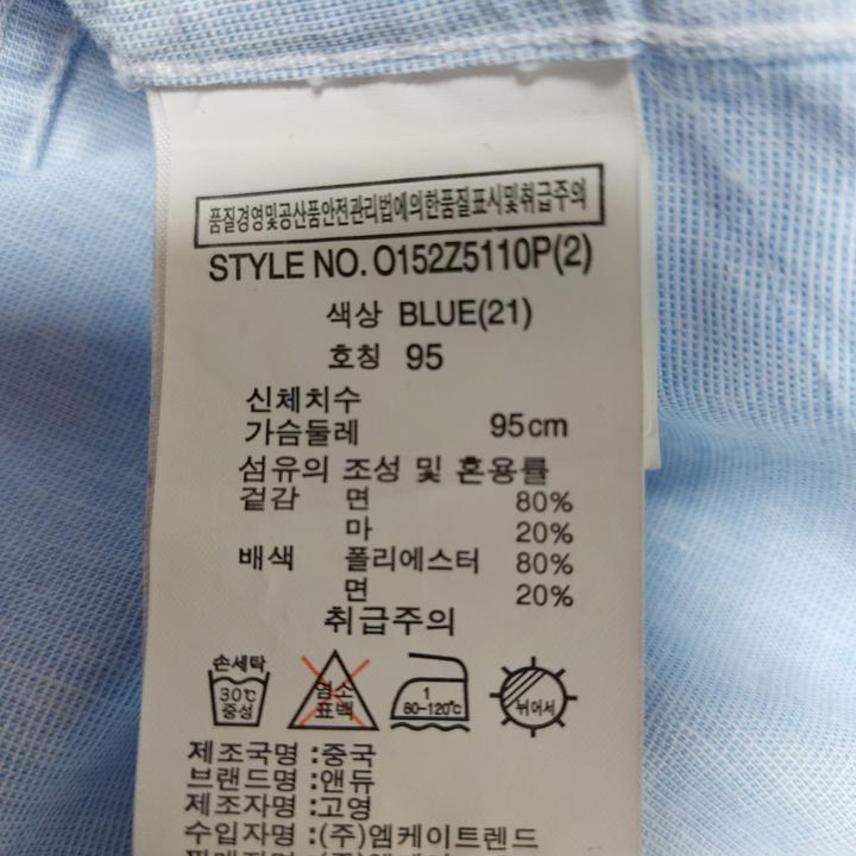 품질경영및공산품안전관리법에의한품질표시및취급주의
STYLE NO. O152Z5110P(2)
색상 BLUE(21)
호칭 95
신체치수
가슴둘레 95cm
섬유의 조성 및 혼용률
겉감 면 80%
마 20%
배색 폴리에스터 80%
면 20%
취급주의
손세탁
30℃
중성
염소
표백
1
80-120℃
뉘어서
제조국명 :중국
브랜드명 :앤듀
제조자명 :고영
수입자명 :(주)엠케이트렌드